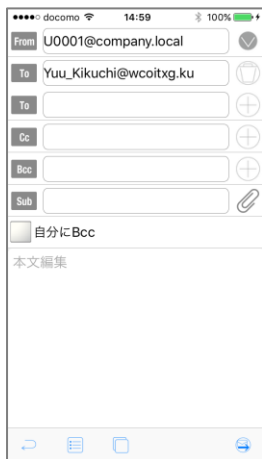 docomo 14:59 100%
From U0001@company.local
To Yuu_Kikuchi@wcoitxg.ku
To
Cc
Bcc
Sub
自分にBcc
本文編集